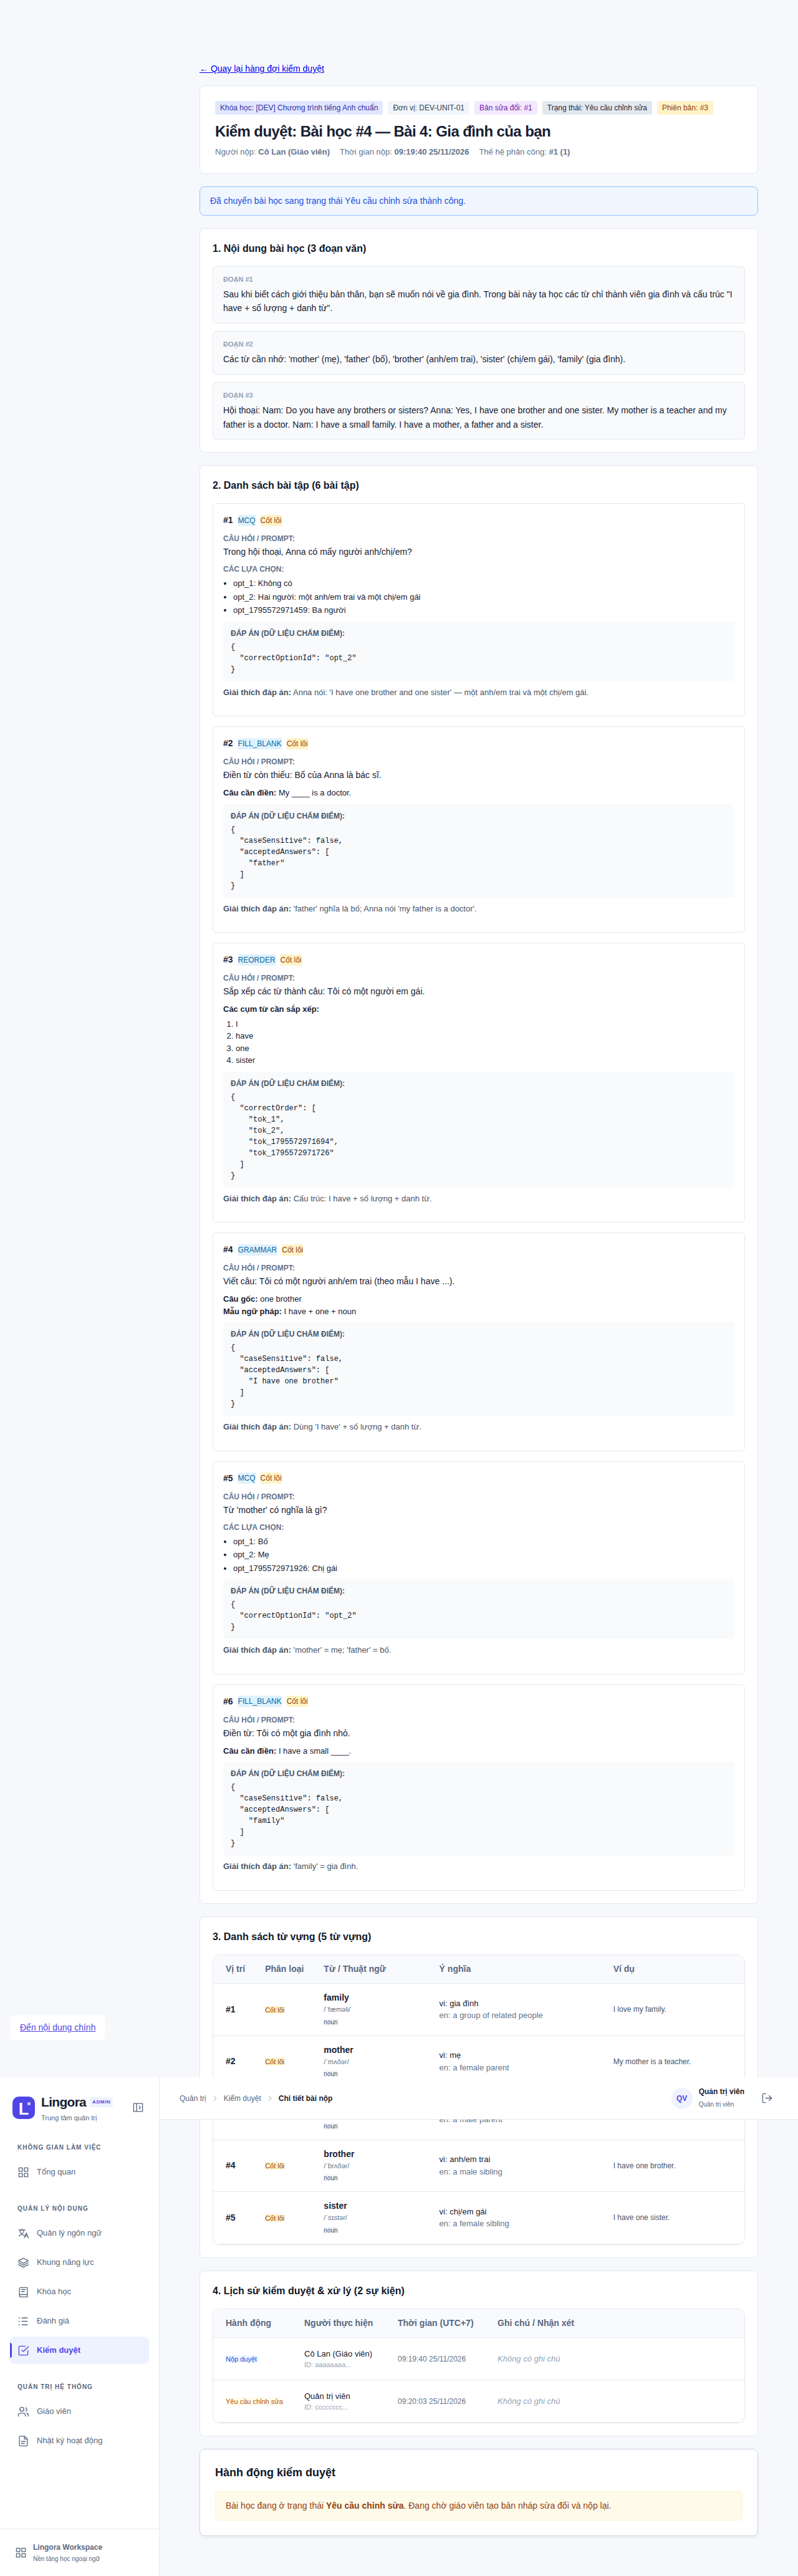 ← Quay lại hàng đợi kiểm duyệt
Khóa học: [DEV] Chương trình tiếng Anh chuẩn
Đơn vị: DEV-UNIT-01
Bản sửa đổi: #1
Trạng thái: Yêu cầu chỉnh sửa
Phiên bản: #3
Kiểm duyệt: Bài học #4 — Bài 4: Gia đình của bạn
Người nộp: Cô Lan (Giáo viên) Thời gian nộp: 09:19:40 25/11/2026 Thế hệ phân công: #1 (1)
Đã chuyển bài học sang trạng thái Yêu cầu chỉnh sửa thành công.
1. Nội dung bài học (3 đoạn văn)
ĐOẠN #1
Sau khi biết cách giới thiệu bản thân, bạn sẽ muốn nói về gia đình. Trong bài này ta học các từ chỉ thành viên gia đình và cấu trúc "I
have + số lượng + danh từ".
ĐOẠN #2
Các từ cần nhớ: 'mother' (mẹ), 'father' (bố), 'brother' (anh/em trai), 'sister' (chị/em gái), 'family' (gia đình).
ĐOẠN #3
Hội thoại: Nam: Do you have any brothers or sisters? Anna: Yes, I have one brother and one sister. My mother is a teacher and my
father is a doctor. Nam: I have a small family. I have a mother, a father and a sister.
2. Danh sách bài tập (6 bài tập)
#1 MCQ Cốt lõi
CÂU HỎI / PROMPT:
Trong hội thoại, Anna có mấy người anh/chị/em?
CÁC LỰA CHỌN:
• opt_1: Không có
• opt_2: Hai người: một anh/em trai và một chị/em gái
• opt_1795572971459: Ba người
ĐÁP ÁN (DỮ LIỆU CHẤM ĐIỂM):
{
"correctOptionId": "opt_2"
}
Giải thích đáp án: Anna nói: 'I have one brother and one sister' — một anh/em trai và một chị/em gái.
#2 FILL_BLANK Cốt lõi
CÂU HỎI / PROMPT:
Điền từ còn thiếu: Bố của Anna là bác sĩ.
Câu cần điền: My ____ is a doctor.
ĐÁP ÁN (DỮ LIỆU CHẤM ĐIỂM):
{
"caseSensitive": false,
"acceptedAnswers": [
"father"
]
}
Giải thích đáp án: 'father' nghĩa là bố; Anna nói 'my father is a doctor'.
#3 REORDER Cốt lõi
CÂU HỎI / PROMPT:
Sắp xếp các từ thành câu: Tôi có một người em gái.
Các cụm từ cần sắp xếp:
1. I
2. have
3. one
4. sister
ĐÁP ÁN (DỮ LIỆU CHẤM ĐIỂM):
{
"correctOrder": [
"tok_1",
"tok_2",
"tok_1795572971694",
"tok_1795572971726"
]
}
Giải thích đáp án: Cấu trúc: I have + số lượng + danh từ.
#4 GRAMMAR Cốt lõi
CÂU HỎI / PROMPT:
Viết câu: Tôi có một người anh/em trai (theo mẫu I have ...).
Câu gốc: one brother
Mẫu ngữ pháp: I have + one + noun
ĐÁP ÁN (DỮ LIỆU CHẤM ĐIỂM):
{
"caseSensitive": false,
"acceptedAnswers": [
"I have one brother"
]
}
Giải thích đáp án: Dùng 'I have' + số lượng + danh từ.
#5 MCQ Cốt lõi
CÂU HỎI / PROMPT:
Từ 'mother' có nghĩa là gì?
CÁC LỰA CHỌN:
• opt_1: Bố
• opt_2: Mẹ
• opt_1795572971926: Chị gái
ĐÁP ÁN (DỮ LIỆU CHẤM ĐIỂM):
{
"correctOptionId": "opt_2"
}
Giải thích đáp án: 'mother' = mẹ; 'father' = bố.
#6 FILL_BLANK Cốt lõi
CÂU HỎI / PROMPT:
Điền từ: Tôi có một gia đình nhỏ.
Câu cần điền: I have a small ____.
ĐÁP ÁN (DỮ LIỆU CHẤM ĐIỂM):
{
"caseSensitive": false,
"acceptedAnswers": [
"family"
]
}
Giải thích đáp án: 'family' = gia đình.
3. Danh sách từ vựng (5 từ vựng)
Vị trí Phân loại Từ / Thuật ngữ Ý nghĩa Ví dụ
#1 Cốt lõi family /ˈfæməli/ noun vi: gia đình en: a group of related people I love my family.
#2 Cốt lõi mother /ˈmʌðər/ noun vi: mẹ en: a female parent My mother is a teacher.
noun en: a male parent
#4 Cốt lõi brother /ˈbrʌðər/ noun vi: anh/em trai en: a male sibling I have one brother.
#5 Cốt lõi sister /ˈsɪstər/ noun vi: chị/em gái en: a female sibling I have one sister.
4. Lịch sử kiểm duyệt & xử lý (2 sự kiện)
Hành động Người thực hiện Thời gian (UTC+7) Ghi chú / Nhận xét
Nộp duyệt Cô Lan (Giáo viên) ID: aaaaaaaa... 09:19:40 25/11/2026 Không có ghi chú
Yêu cầu chỉnh sửa Quản trị viên ID: cccccccc... 09:20:03 25/11/2026 Không có ghi chú
Hành động kiểm duyệt
Bài học đang ở trạng thái Yêu cầu chỉnh sửa. Đang chờ giáo viên tạo bản nháp sửa đổi và nộp lại.
Đến nội dung chính
Lingora ADMIN
Trung tâm quản trị
KHÔNG GIAN LÀM VIỆC
Tổng quan
QUẢN LÝ NỘI DUNG
Quản lý ngôn ngữ
Khung năng lực
Khóa học
Đánh giá
Kiểm duyệt
QUẢN TRỊ HỆ THỐNG
Giáo viên
Nhật ký hoạt động
Lingora Workspace
Nền tảng học ngoại ngữ
Quản trị > Kiểm duyệt > Chi tiết bài nộp
QV
Quản trị viên
Quản trị viên